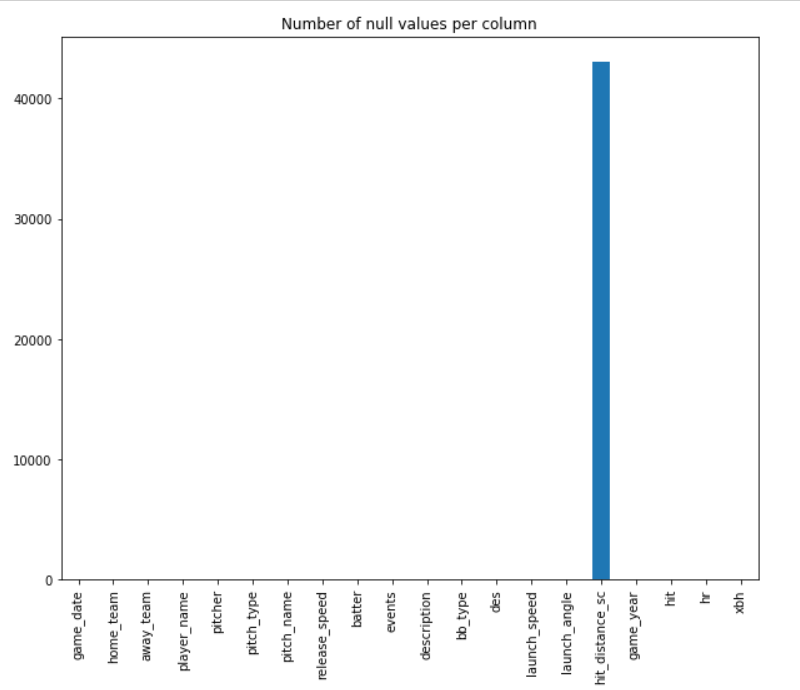 Number of null values per column
40000
30000
20000
10000
0
game_date
home_team
away_team
player_name
pitcher
pitch_type
pitch_name
release_speed
batter
events
description
bb_type
des
launch_speed
launch_angle
hit_distance_sc
game_year
hit
hr
xbh